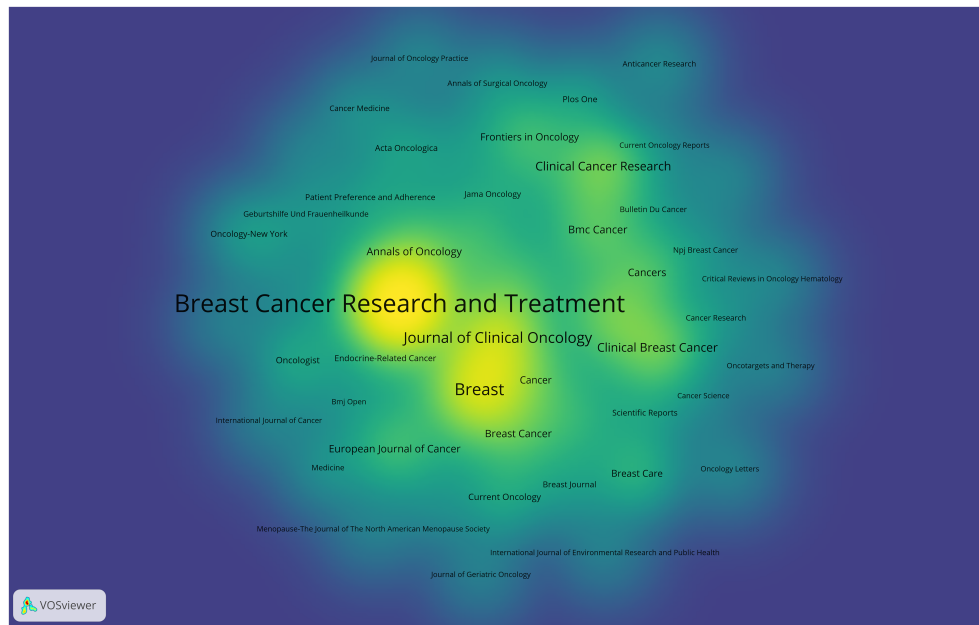 Journal of Oncology Practice
Anticancer Research
Annals of Surgical Oncology
Plos One
Cancer Medicine
Frontiers in Oncology
Current Oncology Reports
Acta Oncologica
Clinical Cancer Research
Jama Oncology
Patient Preference and Adherence
Bulletin Du Cancer
Geburtshilfe Und Frauenheilkunde
Bmc Cancer
Oncology-New York
Annals of Oncology
Npj Breast Cancer
Cancers
Critical Reviews in Oncology Hematology
Breast Cancer Research and Treatment
Cancer Research
Journal of Clinical Oncology
Clinical Breast Cancer
Endocrine-Related Cancer
Oncologist
Oncotargets and Therapy
Cancer
Breast
Cancer Science
Bmj Open
Scientific Reports
International Journal of Cancer
Breast Cancer
European Journal of Cancer
Medicine
Oncology Letters
Breast Care
Breast Journal
Current Oncology
Menopause-The Journal of The North American Menopause Society
International Journal of Environmental Research and Public Health
Journal of Geriatric Oncology
VOSviewer